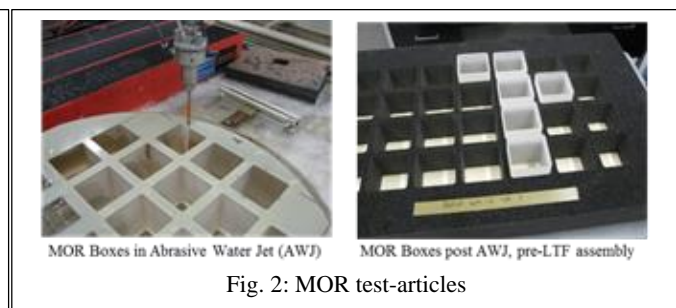 MOR Boxes in Abrasive Water Jet (AWJ)
MOR Boxes post AWJ, pre-LTF assembly
Fig. 2: MOR test-articles